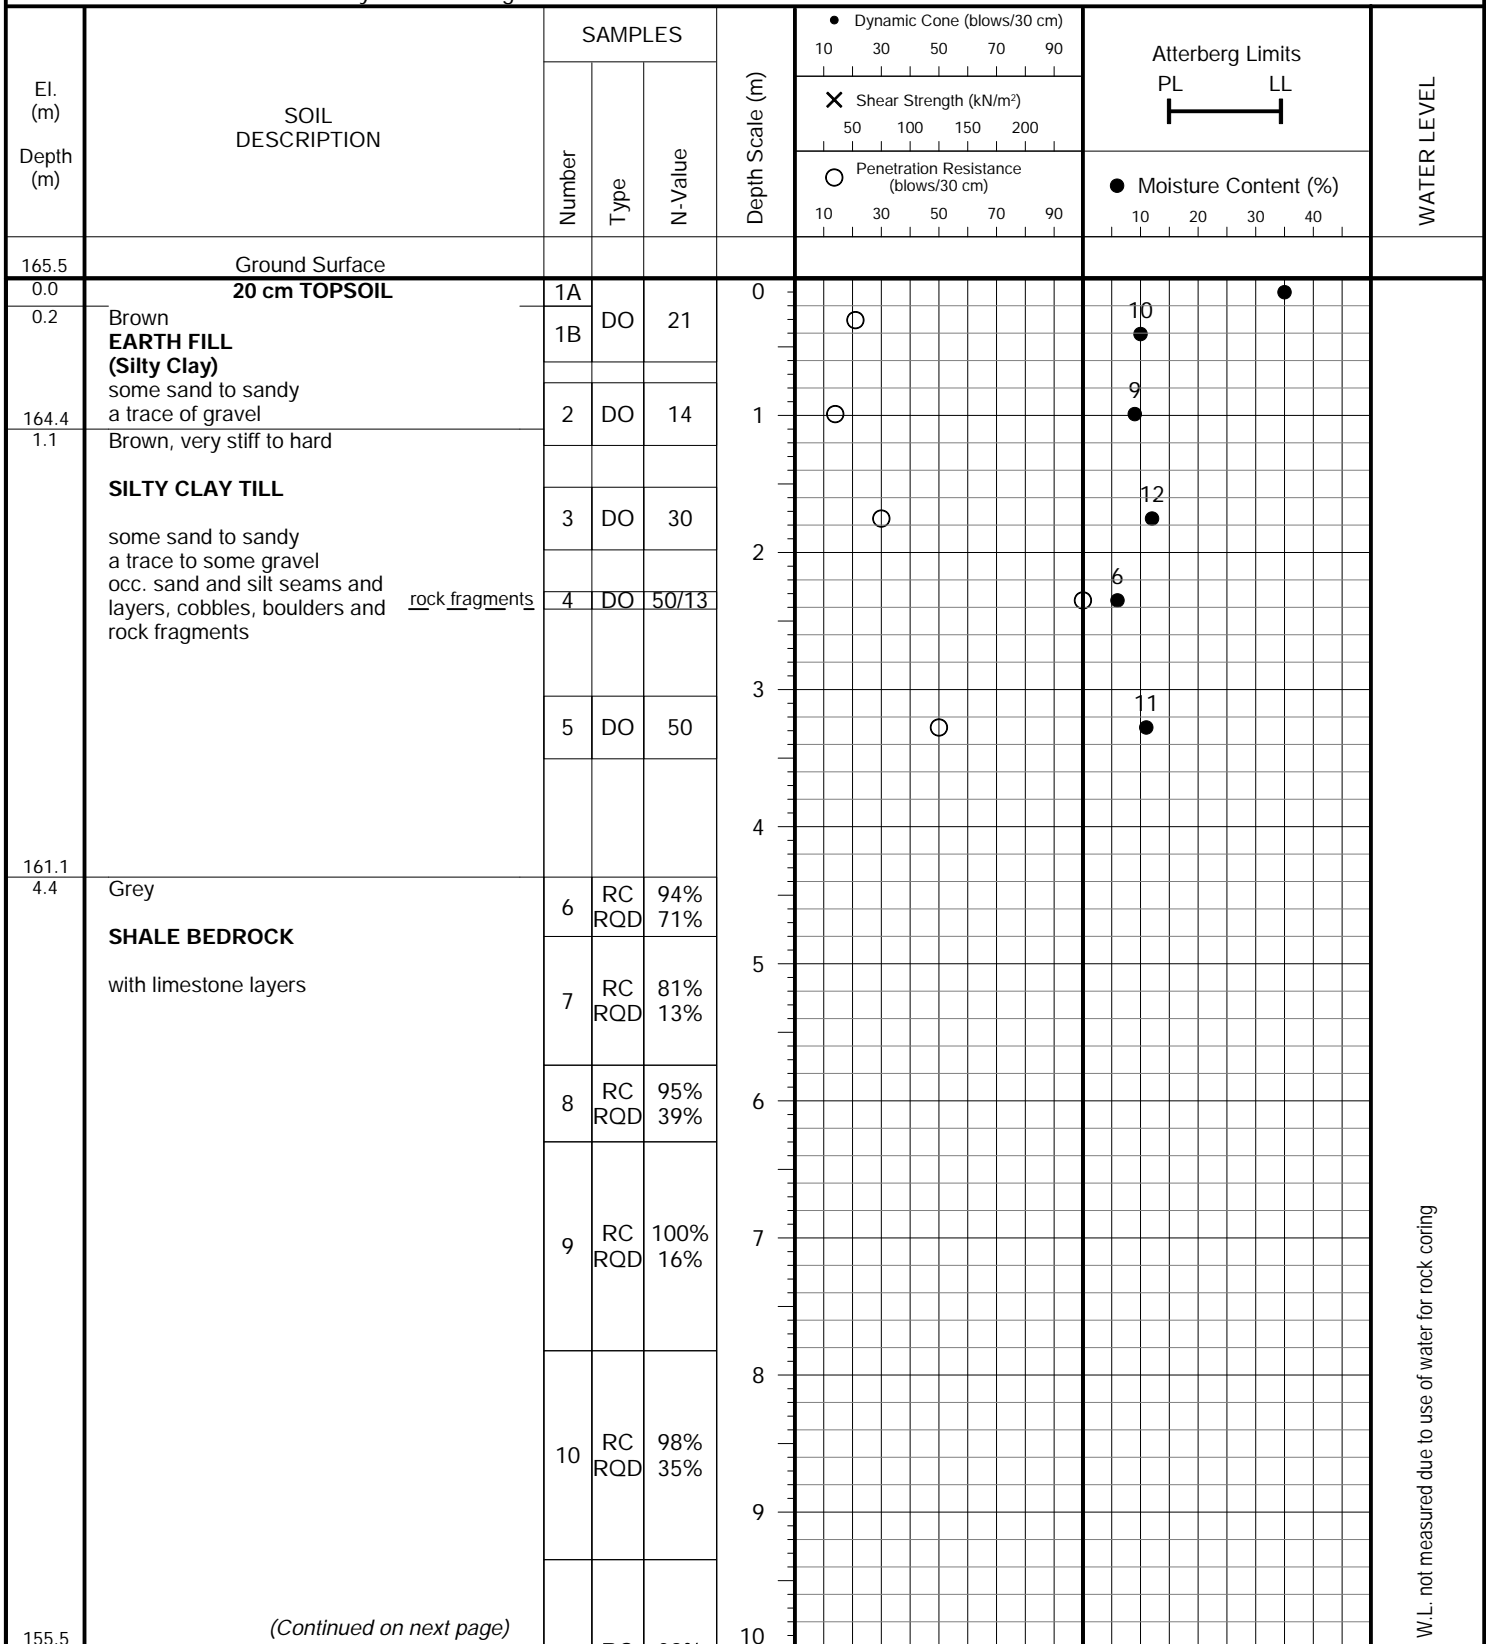 SAMPLES
El.
(m)
Depth
(m)
SOIL
DESCRIPTION
Number
Type
N-Value
Depth Scale (m)
Dynamic Cone (blows/30 cm)
10 30 50 70 90
Shear Strength (kN/m²)
50 100 150 200
Penetration Resistance
(blows/30 cm)
10 30 50 70 90
Atterberg Limits
PL LL
Moisture Content (%)
10 20 30 40
WATER LEVEL
165.5 Ground Surface
0.0 20 cm TOPSOIL 1A 0
0.2 Brown 1B DO 21 10
EARTH FILL
(Silty Clay)
some sand to sandy 9
164.4 a trace of gravel 2 DO 14 1
1.1 Brown, very stiff to hard
SILTY CLAY TILL 12
3 DO 30
some sand to sandy 2
a trace to some gravel
occ. sand and silt seams and 6
layers, cobbles, boulders and rock fragments 4 DO 50/13
rock fragments
3
11
5 DO 50
4
161.1
4.4 Grey
6 RC 94%
RQD 71%
SHALE BEDROCK
5
with limestone layers
7 RC 81%
RQD 13%
8 RC 95%
RQD 39%
6
9 RC 100%
RQD 16%
7
8
10 RC 98%
RQD 35%
9
W.L. not measured due to use of water for rock coring
(Continued on next page)
155.5 10